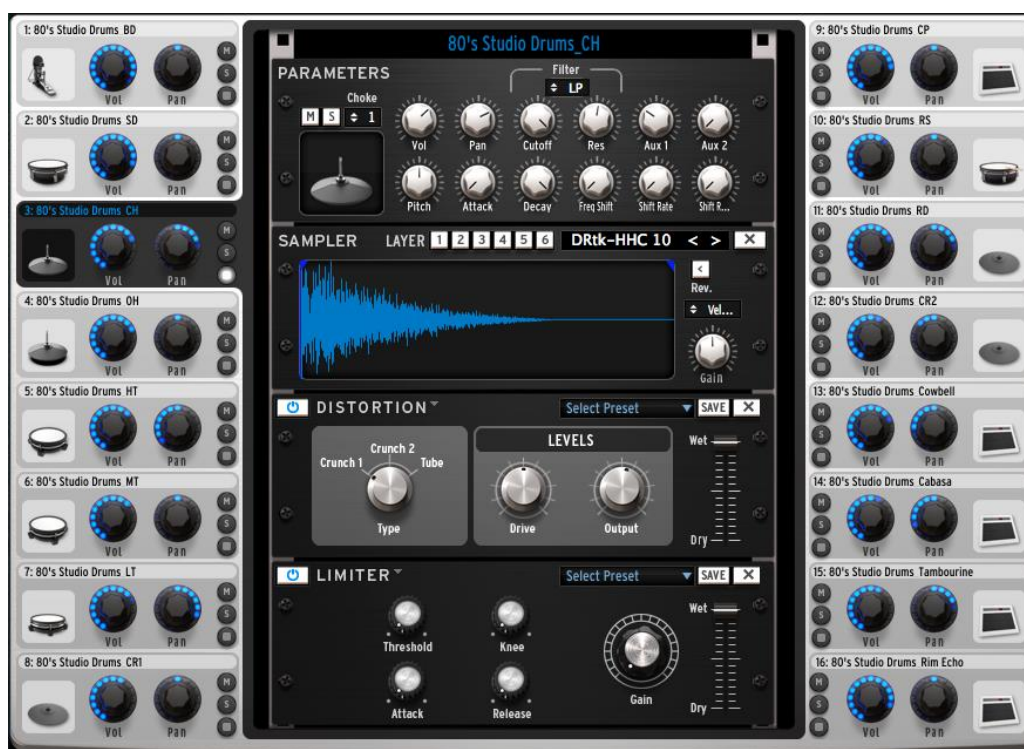 1: 80's Studio Drums BD
Vol Pan
M
S
2: 80's Studio Drums SD
Vol Pan
M
S
3: 80's Studio Drums CH
Vol Pan
M
S
4: 80's Studio Drums OH
Vol Pan
M
S
5: 80's Studio Drums HT
Vol Pan
M
S
6: 80's Studio Drums MT
Vol Pan
M
S
7: 80's Studio Drums LT
Vol Pan
M
S
8: 80's Studio Drums CR1
Vol Pan
M
S
80's Studio Drums_CH
PARAMETERS
Filter
LP
Choke
M S 1
Vol Pan Cutoff Res Aux 1 Aux 2
Pitch Attack Decay Freq Shift Shift Rate Shift R...
SAMPLER LAYER 1 2 3 4 5 6 DRtk-HHC 10 < > X
<
Rev.
Vel...
Gain
DISTORTION Select Preset SAVE X
LEVELS
Wet
Crunch 2
Crunch 1 Tube
Type Drive Output
Dry
LIMITER Select Preset SAVE X
Wet
Threshold Knee
Gain
Attack Release
Dry
9: 80's Studio Drums CP
M
S
Vol Pan
10: 80's Studio Drums RS
M
S
Vol Pan
11: 80's Studio Drums RD
M
S
Vol Pan
12: 80's Studio Drums CR2
M
S
Vol Pan
13: 80's Studio Drums Cowbell
M
S
Vol Pan
14: 80's Studio Drums Cabasa
M
S
Vol Pan
15: 80's Studio Drums Tambourine
M
S
Vol Pan
16: 80's Studio Drums Rim Echo
M
S
Vol Pan